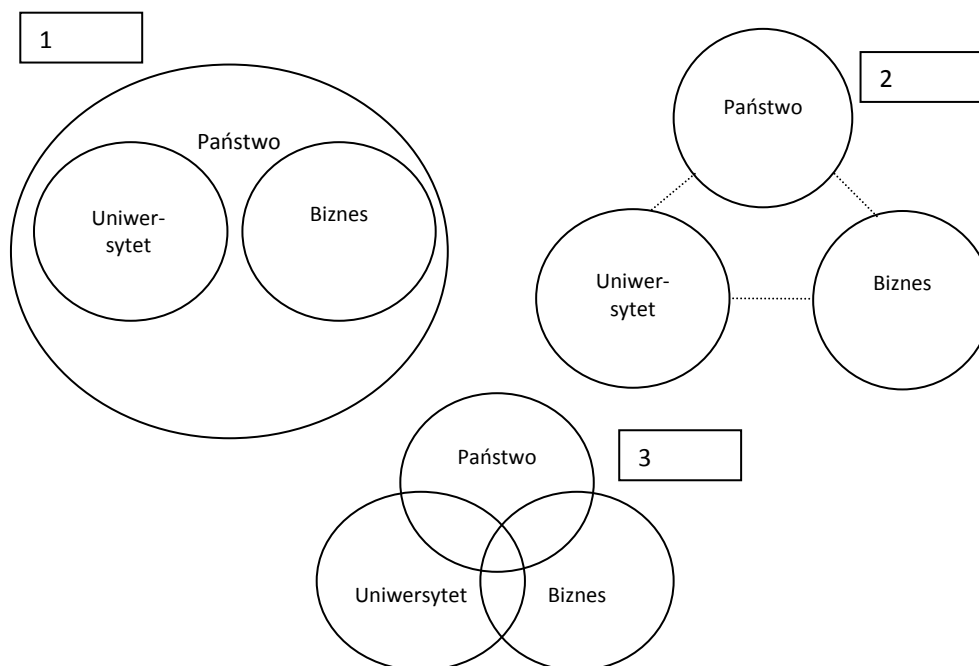 1
Państwo
Uniwer-
sytet
Biznes
2
Państwo
Uniwer-
sytet
Biznes
3
Państwo
Uniwersytet
Biznes